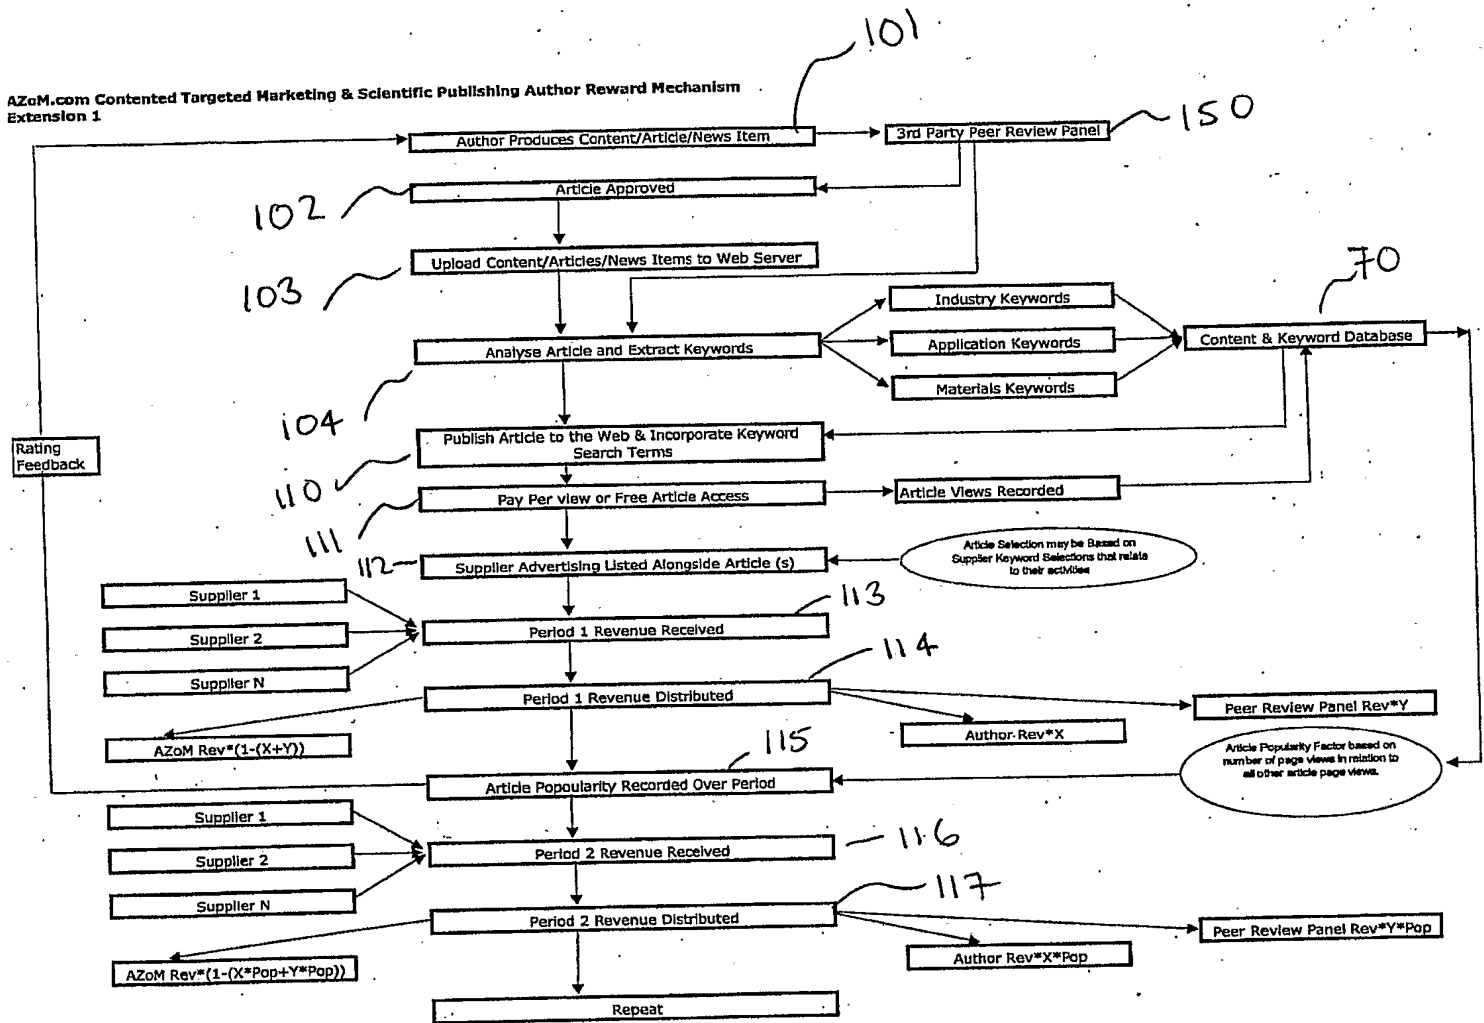 101
AZoM.com Contented Targeted Marketing & Scientific Publishing Author Reward Mechanism
Extension 1
Author Produces Content/Article/News Item
3rd Party Peer Review Panel
150
Article Approved
102
Upload Content/Articles/News Items to Web Server
103
70
Industry Keywords
Analyse Article and Extract Keywords
Application Keywords
Content & Keyword Database
Materials Keywords
104
Rating
Feedback
Publish Article to the Web & Incorporate Keyword
Search Terms
110
Pay Per view or Free Article Access
Article Views Recorded
111
112
Supplier Advertising Listed Alongside Article (s)
Article Selection may be Based on
Supplier Keyword Selections that relate
to their activities
Supplier 1
Supplier 2
Supplier N
Period 1 Revenue Received
113
114
Period 1 Revenue Distributed
Peer Review Panel Rev*Y
Author Rev*X
AZoM Rev*(1-(X+Y))
115
Article Popoularity Recorded Over Period
Article Popularity Factor based on
number of page views in relation to
all other article page views.
Supplier 1
Supplier 2
Supplier N
Period 2 Revenue Received
116
117
Period 2 Revenue Distributed
Peer Review Panel Rev*Y*Pop
Author Rev*X*Pop
AZoM Rev*(1-(X*Pop+Y*Pop))
Repeat